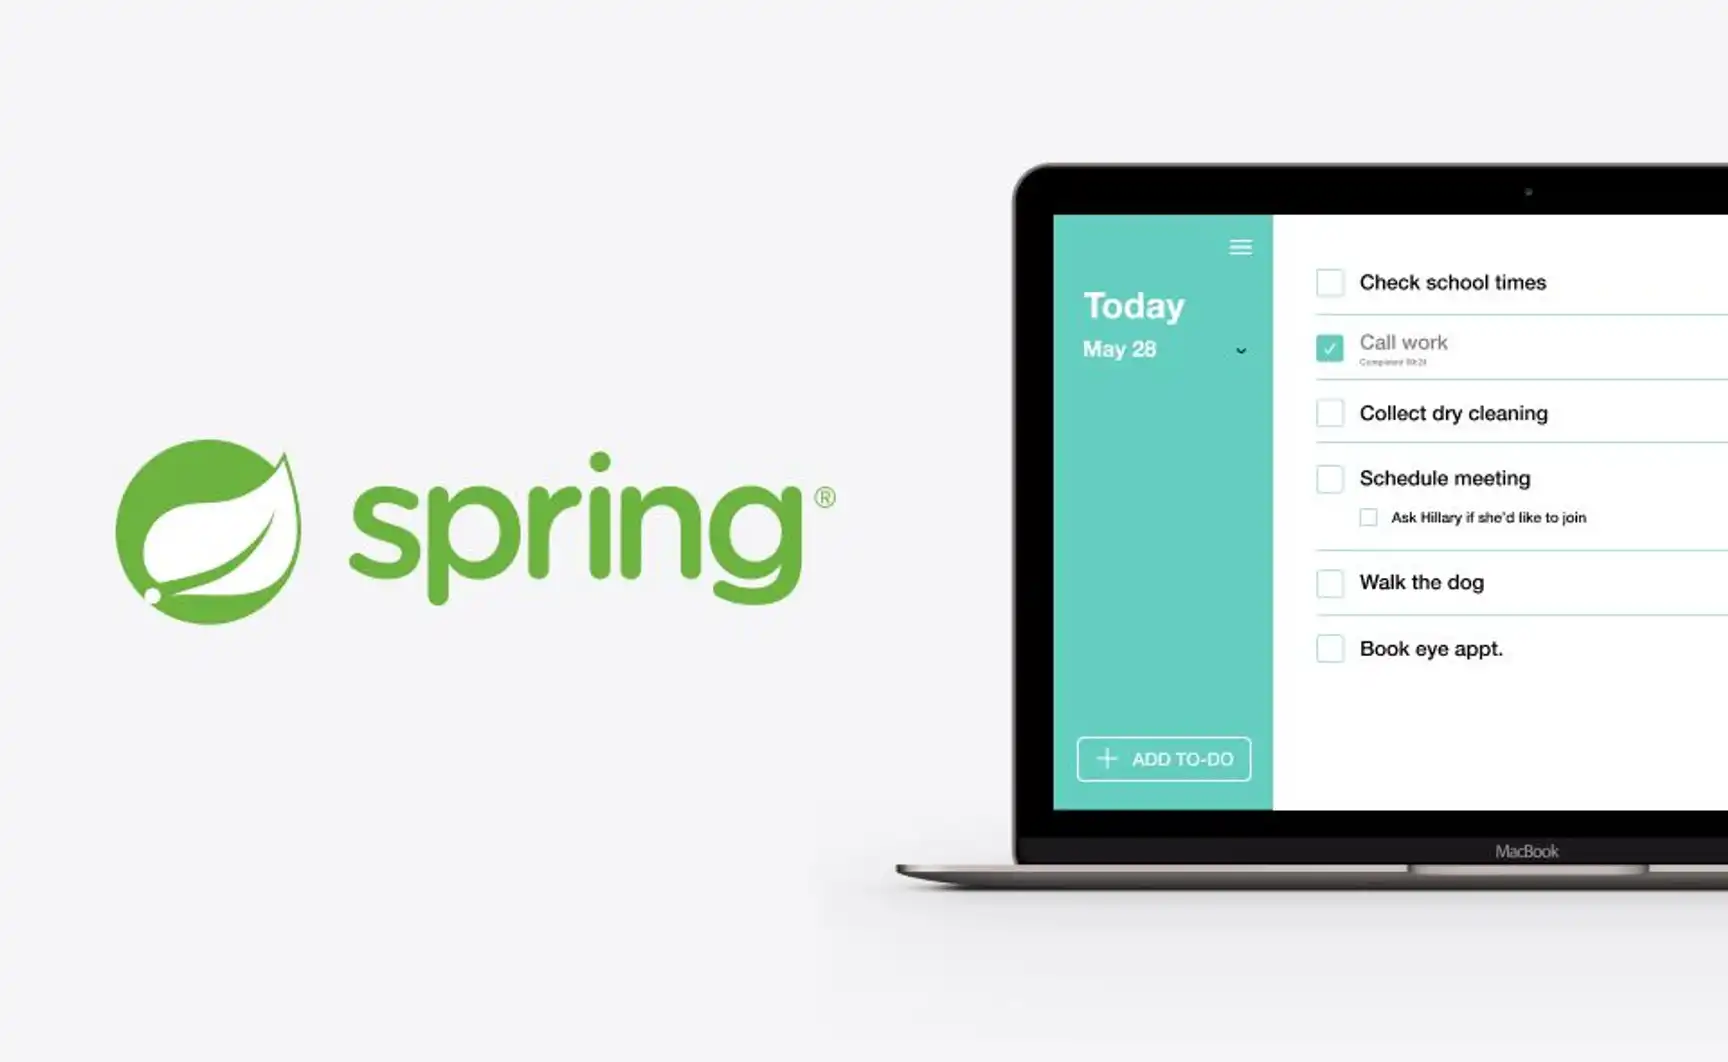 spring®
Today
May 28
ADD TO-DO
Check school times
Call work
Collect dry cleaning
Schedule meeting
Ask Hillary if she'd like to join
Walk the dog
Book eye appt.
MacBook